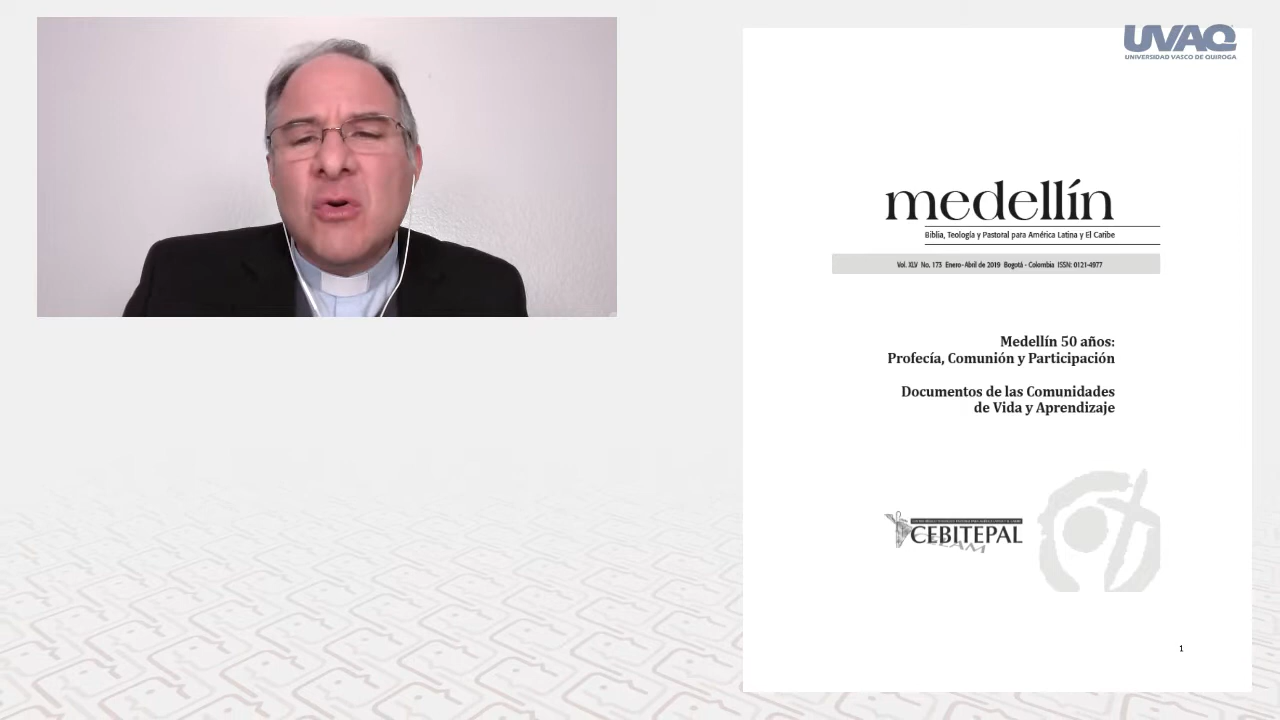 UVAQ
UNIVERSIDAD VASCO DE QUIROGA
medellín
Biblia, Teología y Pastoral para América Latina y El Caribe
Vol. XLV No. 173 Enero-Abril de 2019 Bogotá - Colombia ISSN: 0121-4977
Medellín 50 años:
Profecía, Comunión y Participación
Documentos de las Comunidades
de Vida y Aprendizaje
CEBITEPAL
CELAM
1